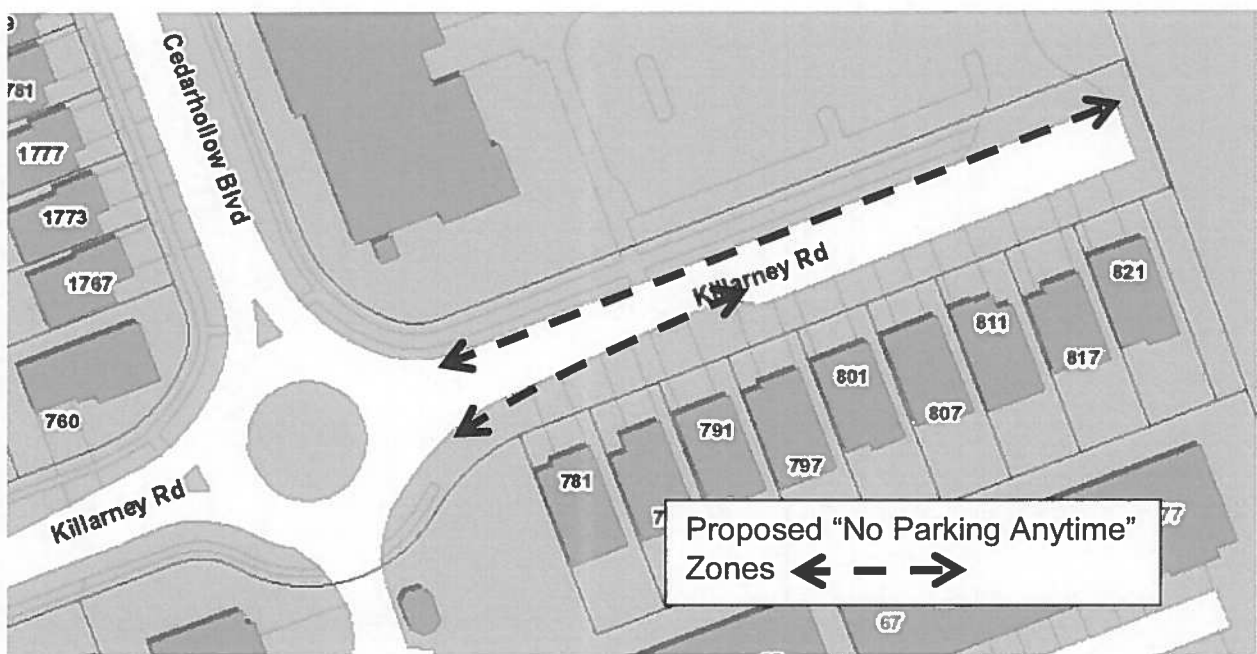 781
1777
1773
1767
760
Cedarhollow Blvd
Killarney Rd
Killarney Rd
781
791
797
801
807
811
817
821
Proposed “No Parking Anytime”
Zones
67